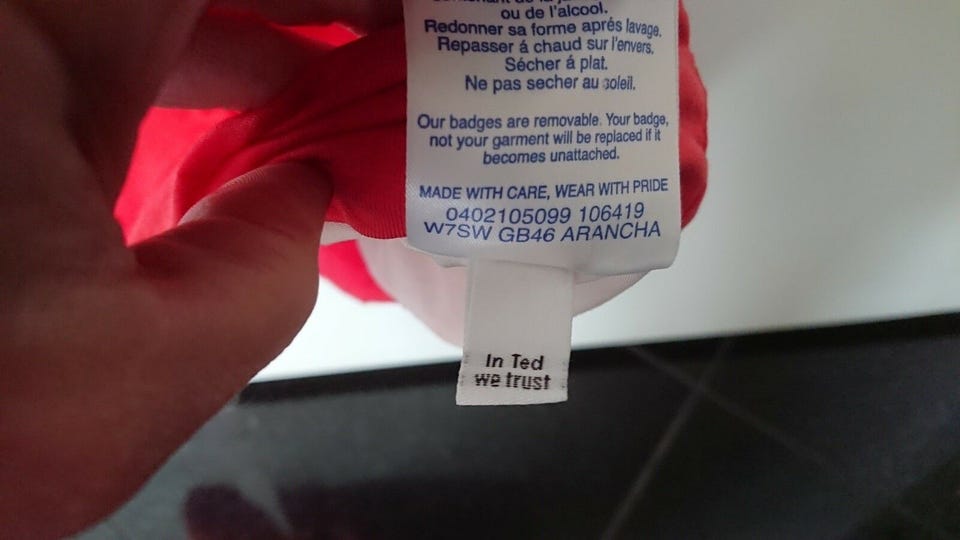 ou de l'alcool.
Redonner sa forme aprés lavage.
Repasser á chaud sur l'envers.
Sécher á plat.
Ne pas secher au soleil.
Our badges are removable. Your badge,
not your garment will be replaced if it
becomes unattached.
MADE WITH CARE, WEAR WITH PRIDE
0402105099 106419
W7SW GB46 ARANCHA
In Ted
we trust